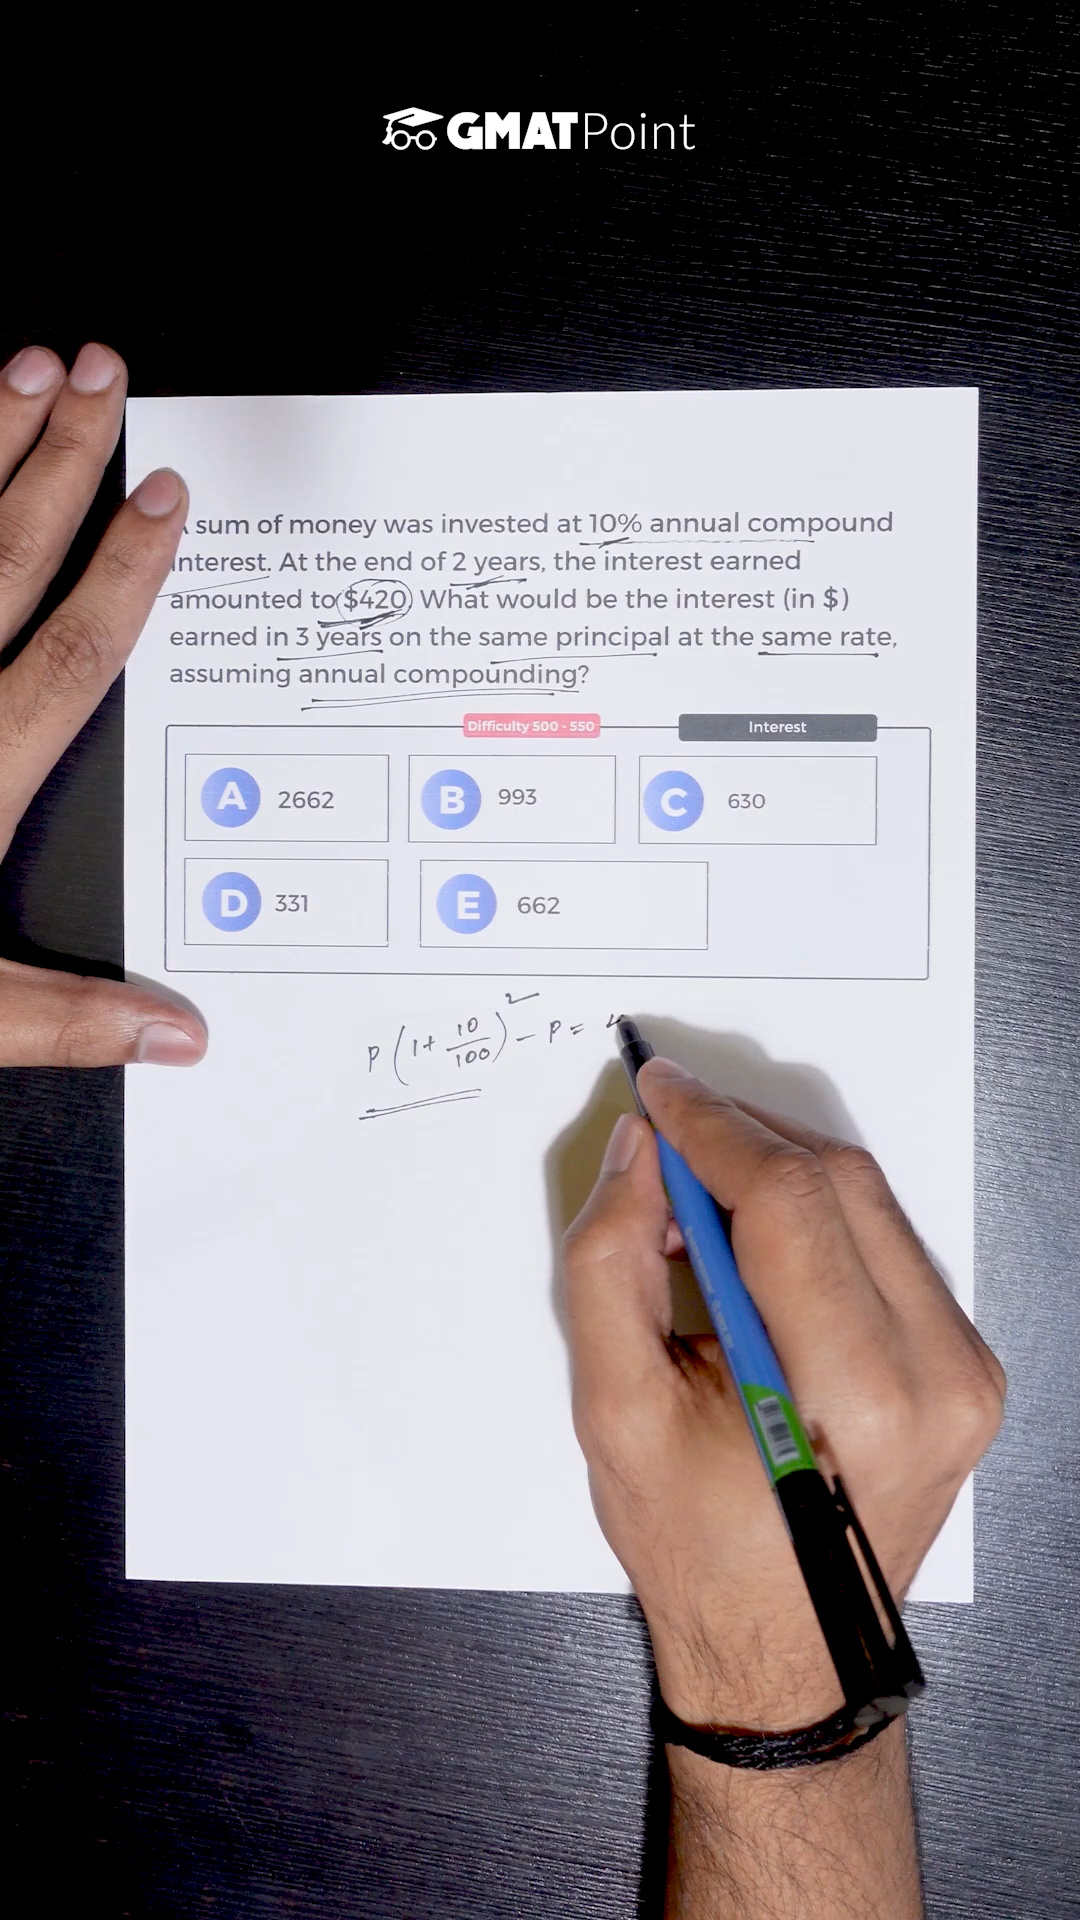 GMATPoint
sum of money was invested at 10% annual compound
interest. At the end of 2 years, the interest earned
amounted to $420. What would be the interest (in $)
earned in 3 years on the same principal at the same rate,
assuming annual compounding?
Difficulty 500 - 550
Interest
A 2662
B 993
C 630
D 331
E 662
P(1+10/100)² - P = 4